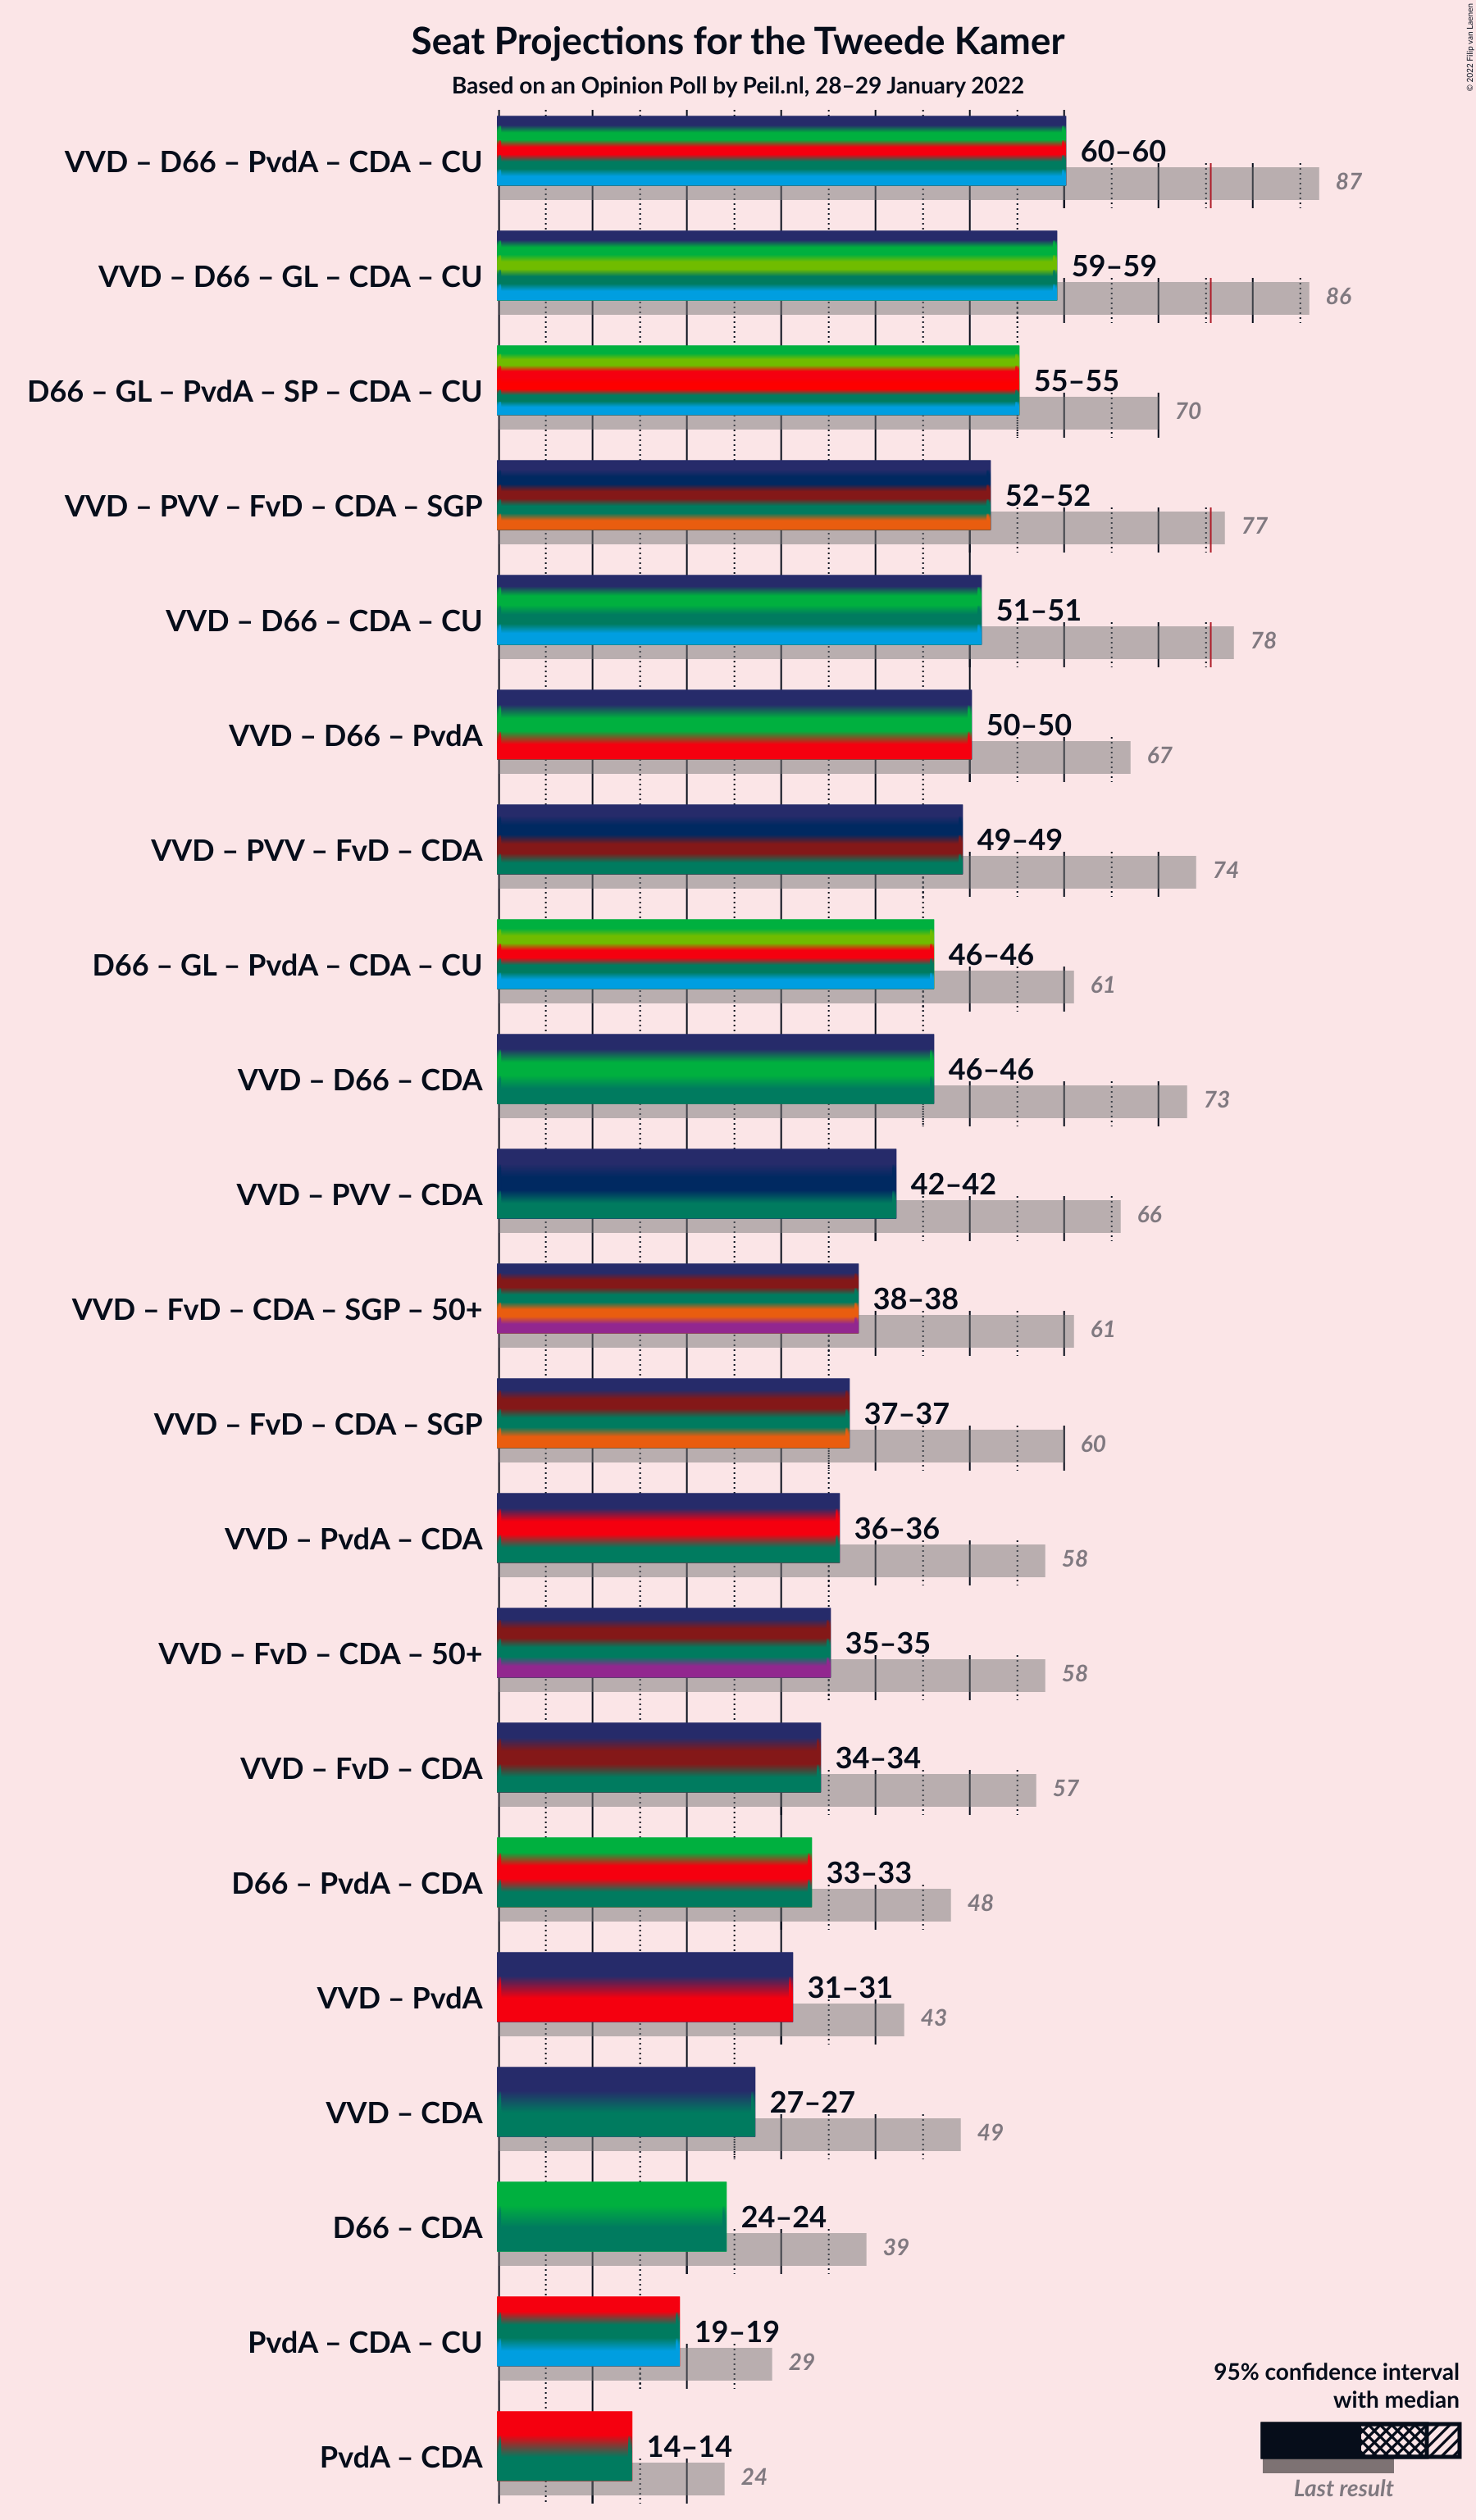 Seat Projections for the Tweede Kamer
Based on an Opinion Poll by Peil.nl, 28–29 January 2022
© 2022 Filip van Laenen
VVD – D66 – PvdA – CDA – CU 60–60 87
VVD – D66 – GL – CDA – CU 59–59 86
D66 – GL – PvdA – SP – CDA – CU 55–55 70
VVD – PVV – FvD – CDA – SGP 52–52 77
VVD – D66 – CDA – CU 51–51 78
VVD – D66 – PvdA 50–50 67
VVD – PVV – FvD – CDA 49–49 74
D66 – GL – PvdA – CDA – CU 46–46 61
VVD – D66 – CDA 46–46 73
VVD – PVV – CDA 42–42 66
VVD – FvD – CDA – SGP – 50+ 38–38 61
VVD – FvD – CDA – SGP 37–37 60
VVD – PvdA – CDA 36–36 58
VVD – FvD – CDA – 50+ 35–35 58
VVD – FvD – CDA 34–34 57
D66 – PvdA – CDA 33–33 48
VVD – PvdA 31–31 43
VVD – CDA 27–27 49
D66 – CDA 24–24 39
PvdA – CDA – CU 19–19 29
PvdA – CDA 14–14 24
95% confidence interval
with median
Last result